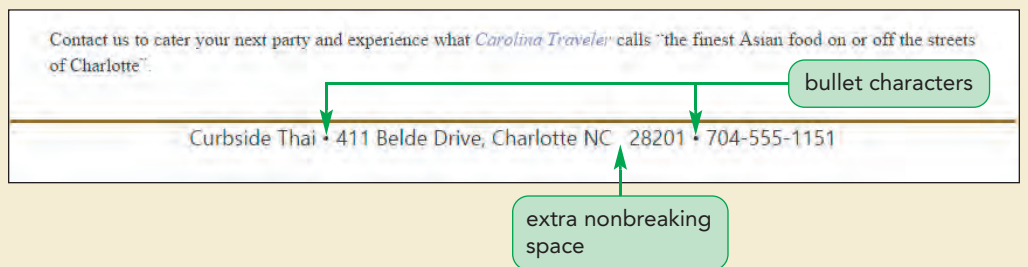 Contact us to cater your next party and experience what Carolina Traveler calls “the finest Asian food on or off the streets
of Charlotte”.
bullet characters
Curbside Thai • 411 Belde Drive, Charlotte NC   28201 • 704-555-1151
extra nonbreaking
space